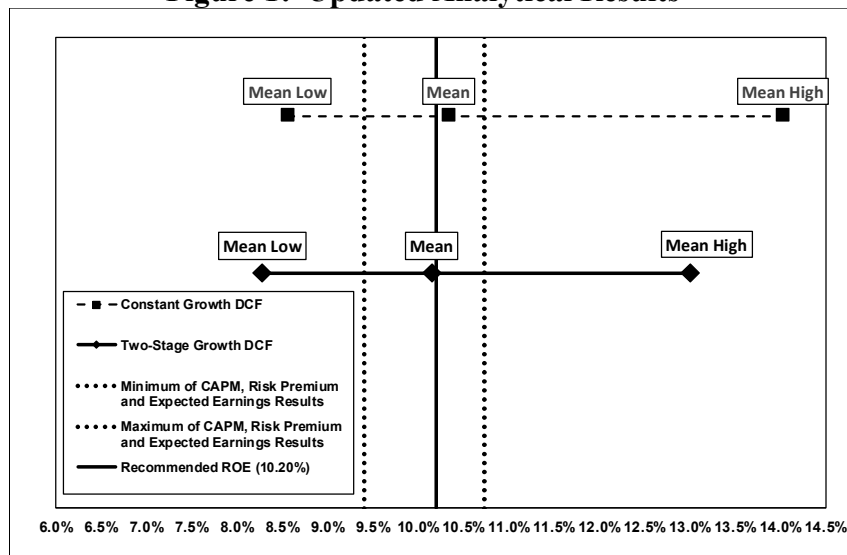 Figure 1: Updated Analytical Results
Mean Low Mean Mean High
Mean Low Mean Mean High
Constant Growth DCF
Two-Stage Growth DCF
Minimum of CAPM, Risk Premium
and Expected Earnings Results
Maximum of CAPM, Risk Premium
and Expected Earnings Results
Recommended ROE (10.20%)
6.0% 6.5% 7.0% 7.5% 8.0% 8.5% 9.0% 9.5% 10.0% 10.5% 11.0% 11.5% 12.0% 12.5% 13.0% 13.5% 14.0% 14.5%